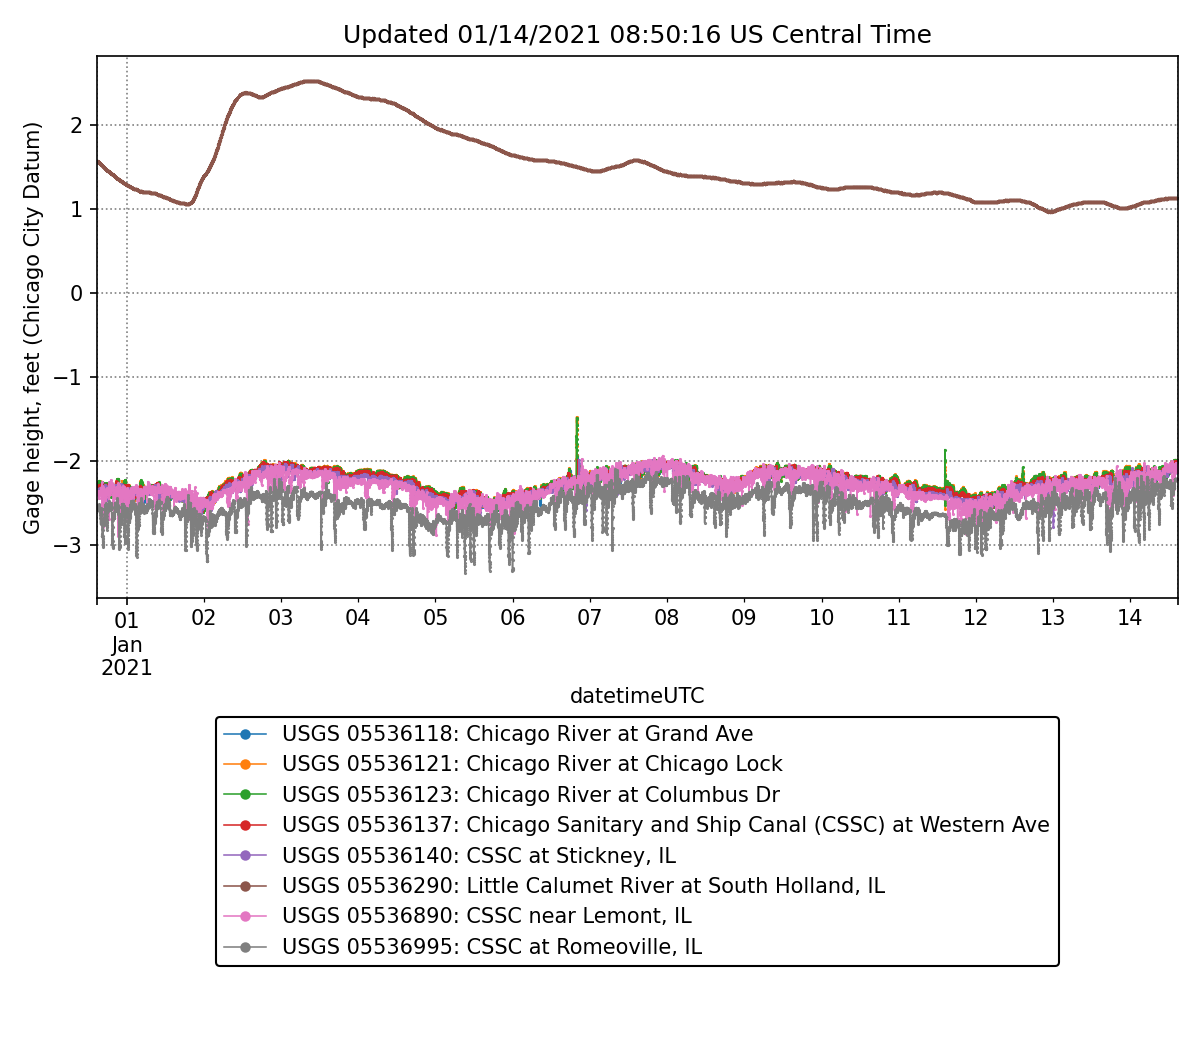 Updated 01/14/2021 08:50:16 US Central Time
Gage height, feet (Chicago City Datum)
2
1
0
−1
−2
−3
01 02 03 04 05 06 07 08 09 10 11 12 13 14
Jan
2021
datetimeUTC
USGS 05536118: Chicago River at Grand Ave
USGS 05536121: Chicago River at Chicago Lock
USGS 05536123: Chicago River at Columbus Dr
USGS 05536137: Chicago Sanitary and Ship Canal (CSSC) at Western Ave
USGS 05536140: CSSC at Stickney, IL
USGS 05536290: Little Calumet River at South Holland, IL
USGS 05536890: CSSC near Lemont, IL
USGS 05536995: CSSC at Romeoville, IL